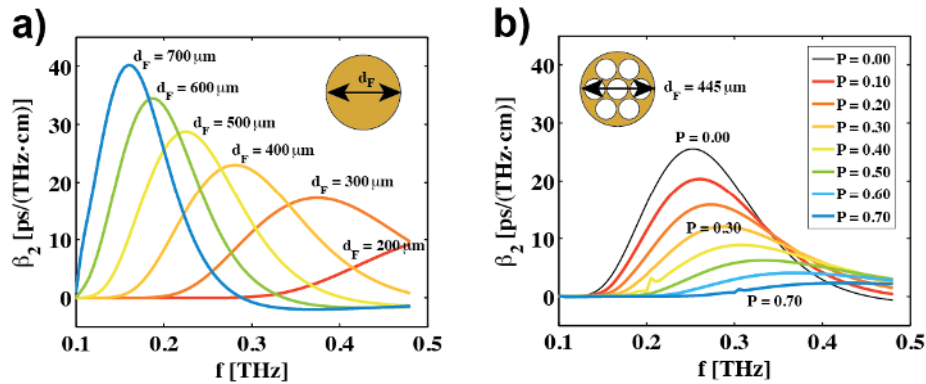 a)
β₂ [ps/(THz·cm)]
40
30
20
10
0
0.1
0.2
0.3
0.4
0.5
f [THz]
d_F = 700 μm
d_F = 600 μm
d_F = 500 μm
d_F = 400 μm
d_F = 300 μm
d_F = 200 μm
d_F
b)
β₂ [ps/(THz·cm)]
40
30
20
10
0
0.1
0.2
0.3
0.4
0.5
f [THz]
d_F = 445 μm
P = 0.00
P = 0.30
P = 0.70
P = 0.00
P = 0.10
P = 0.20
P = 0.30
P = 0.40
P = 0.50
P = 0.60
P = 0.70